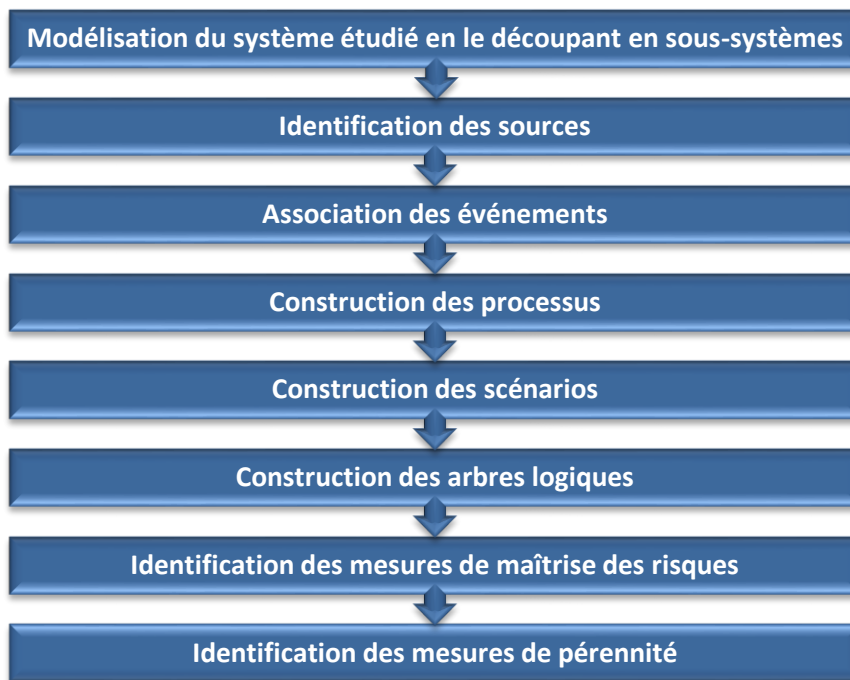 Modélisation du système étudié en le découpant en sous-systèmes
Identification des sources
Association des événements
Construction des processus
Construction des scénarios
Construction des arbres logiques
Identification des mesures de maîtrise des risques
Identification des mesures de pérennité